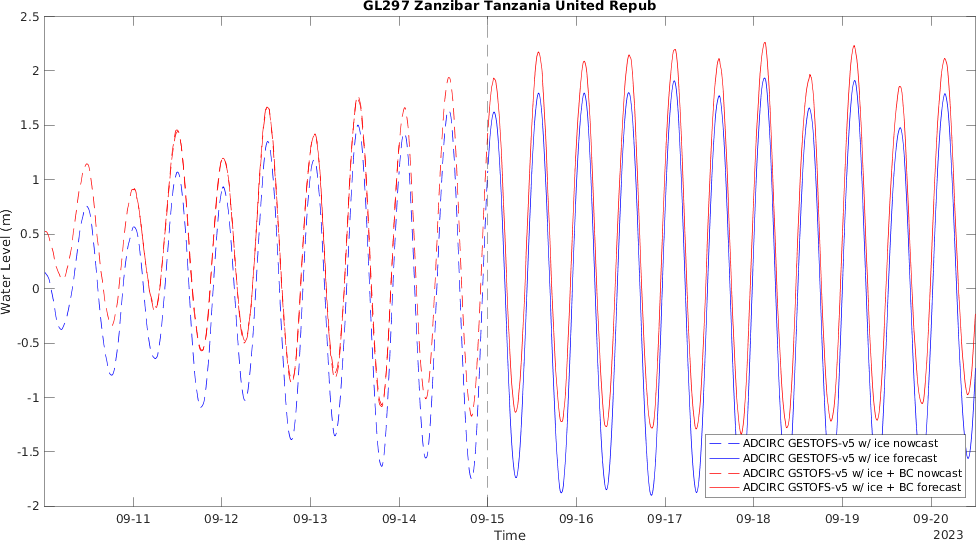 GL297 Zanzibar Tanzania United Repub
2.5
2
1.5
1
0.5
0
-0.5
-1
-1.5
-2
Water Level (m)
ADCIRC GESTOFS-v5 w/ ice nowcast
ADCIRC GESTOFS-v5 w/ ice forecast
ADCIRC GSTOFS-v5 w/ ice + BC nowcast
ADCIRC GSTOFS-v5 w/ ice + BC forecast
09-11 09-12 09-13 09-14 09-15 09-16 09-17 09-18 09-19 09-20
Time
2023